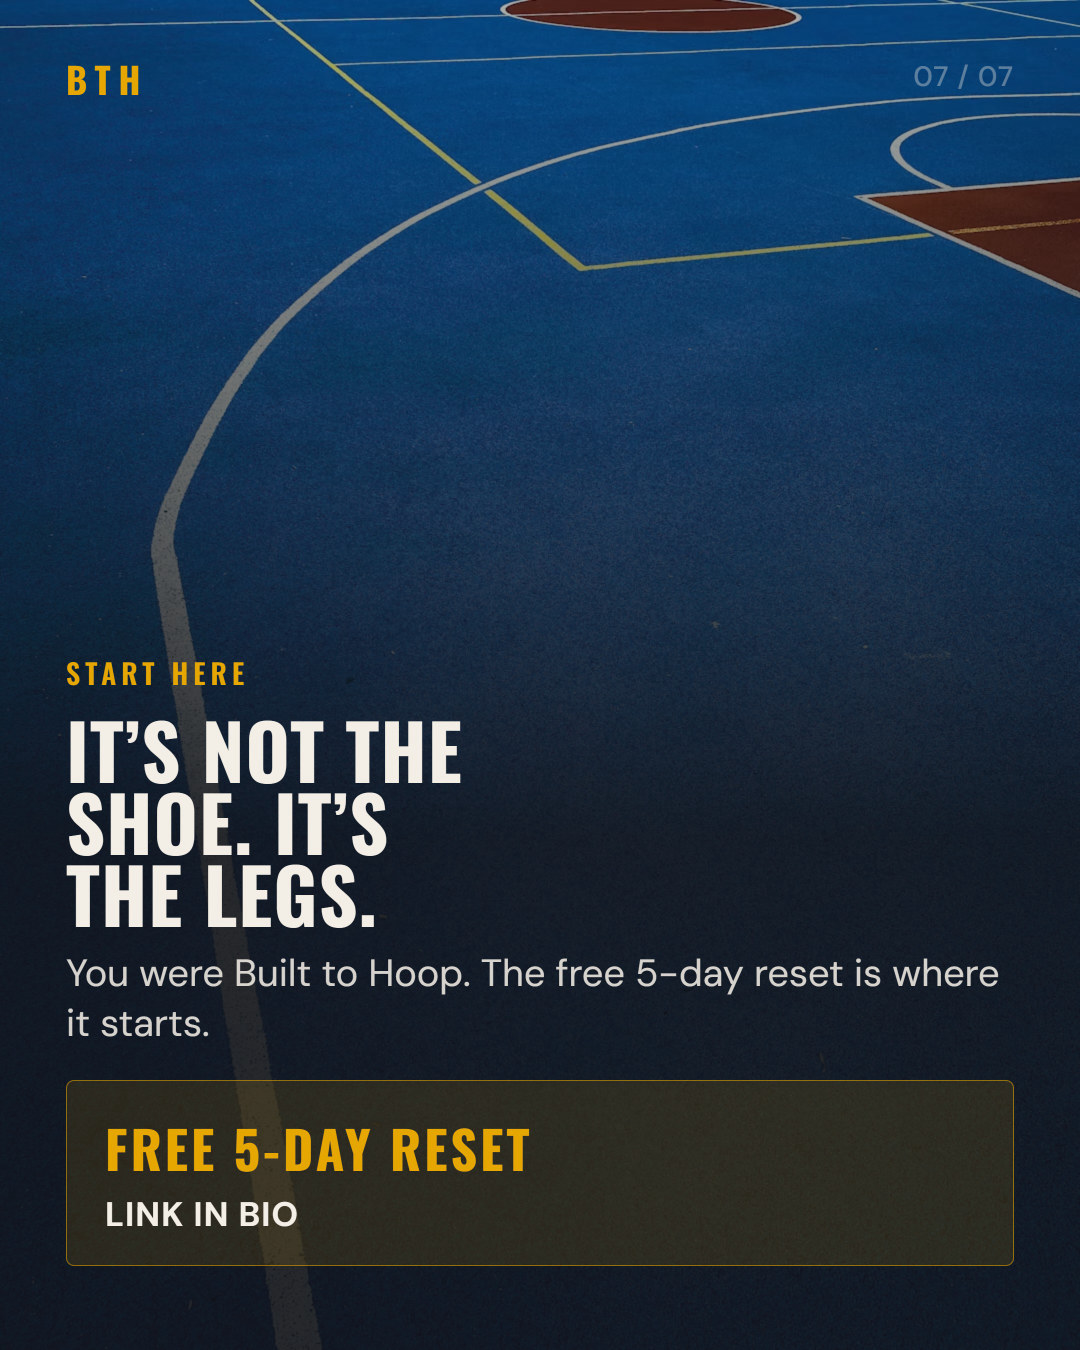 BTH
07 / 07
START HERE
IT’S NOT THE
SHOE. IT’S
THE LEGS.
You were Built to Hoop. The free 5-day reset is where
it starts.
FREE 5-DAY RESET
LINK IN BIO